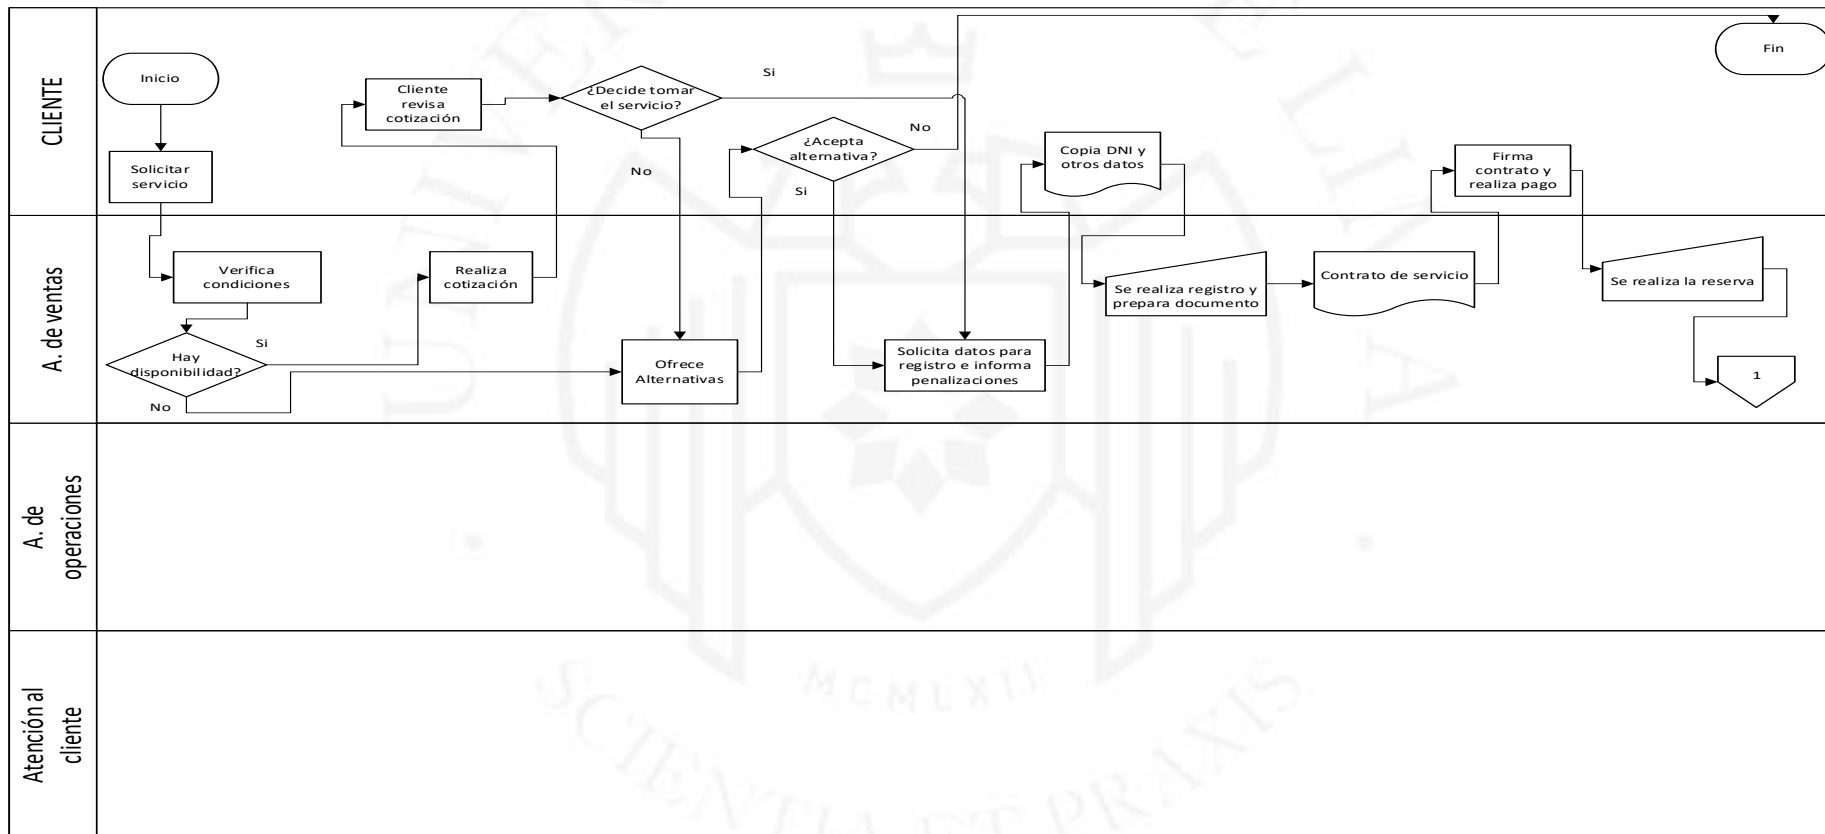 CLIENTE
Inicio
Solicitar
servicio
Cliente
revisa
cotización
¿Decide tomar
el servicio?
Si
No
¿Acepta
alternativa?
No
Si
Copia DNI y
otros datos
Firma
contrato y
realiza pago
Fin
A. de ventas
Verifica
condiciones
Hay
disponibilidad?
Si
No
Realiza
cotización
Ofrece
Alternativas
Solicita datos para
registro e informa
penalizaciones
Se realiza registro y
prepara documento
Contrato de servicio
Se realiza la reserva
1
A. de
operaciones
Atención al
cliente
MCMLXII
SCIENTIA ET PRAXIS